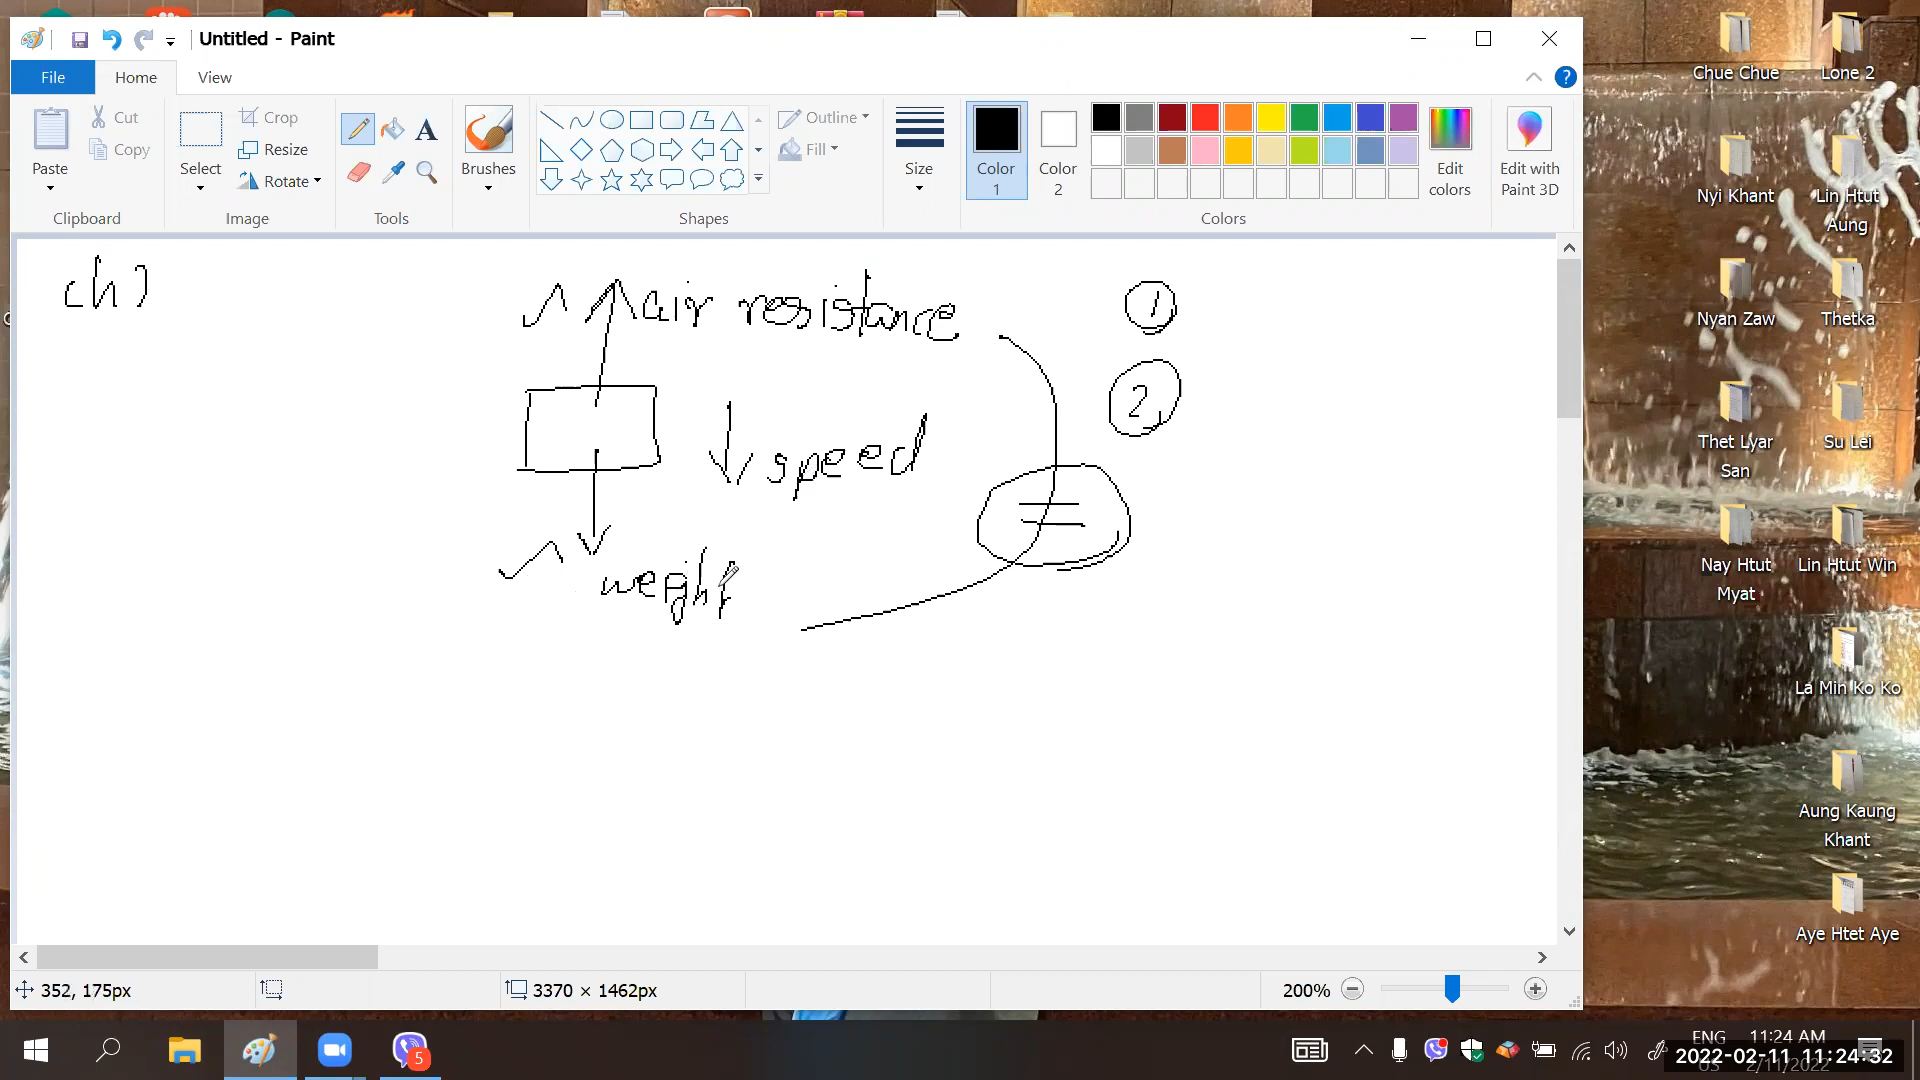 Untitled - Paint
File Home View
Paste
Cut
Copy
Clipboard
Select
Crop
Resize
Rotate
Image
Tools
Brushes
Shapes
Outline
Fill
Size
Color 1
Color 2
Edit colors
Edit with Paint 3D
Colors
air resistance
1
2
speed
352, 175px
3370 × 1462px
200%
Chue Chue
Lone 2
Nyi Khant
Lin Htut Aung
Nyan Zaw
Thetka
Thet Lyar San
Su Lei
Nay Htut Myat
Lin Htut Win
La Min Ko Ko
Aung Kaung Khant
Aye Htet Aye
5
ENG
11:24 AM
2022-02-11 11:24:32